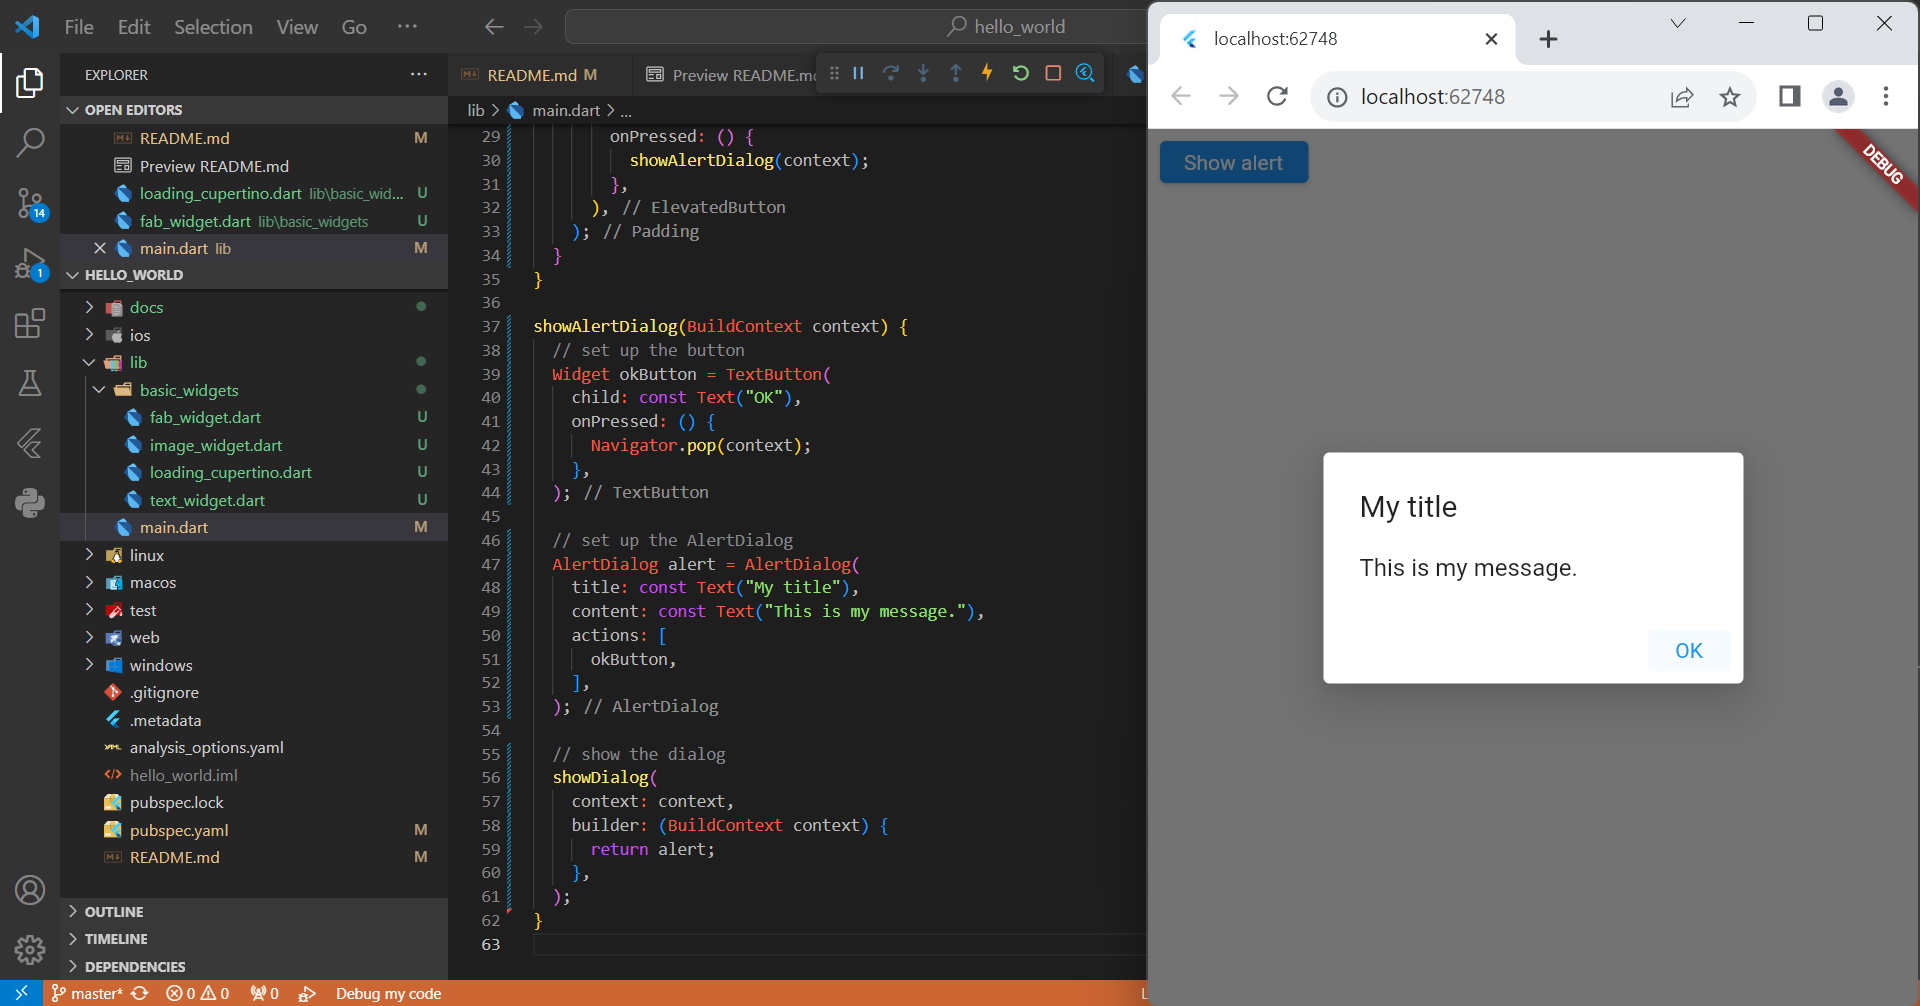 File Edit Selection View Go ··· hello_world
EXPLORER ···
OPEN EDITORS
README.md M
Preview README.md
loading_cupertino.dart lib\basic_wid... U
fab_widget.dart lib\basic_widgets U
main.dart lib M
HELLO_WORLD
docs
ios
lib
basic_widgets
fab_widget.dart U
image_widget.dart U
loading_cupertino.dart U
text_widget.dart U
main.dart M
linux
macos
test
web
windows
.gitignore
.metadata
analysis_options.yaml
hello_world.iml
pubspec.lock
pubspec.yaml M
README.md M
OUTLINE
TIMELINE
DEPENDENCIES
14
1
README.md M Preview README.m
lib > main.dart > ...
29 onPressed: () {
30 showAlertDialog(context);
31 },
32 ), // ElevatedButton
33 ); // Padding
34 }
35 }
36
37 showAlertDialog(BuildContext context) {
38 // set up the button
39 Widget okButton = TextButton(
40 child: const Text("OK"),
41 onPressed: () {
42 Navigator.pop(context);
43 },
44 ); // TextButton
45
46 // set up the AlertDialog
47 AlertDialog alert = AlertDialog(
48 title: const Text("My title"),
49 content: const Text("This is my message."),
50 actions: [
51 okButton,
52 ],
53 ); // AlertDialog
54
55 // show the dialog
56 showDialog(
57 context: context,
58 builder: (BuildContext context) {
59 return alert;
60 },
61 );
62 }
63
master* 0 0 0 Debug my code L
localhost:62748
localhost:62748
Show alert
DEBUG
My title
This is my message.
OK